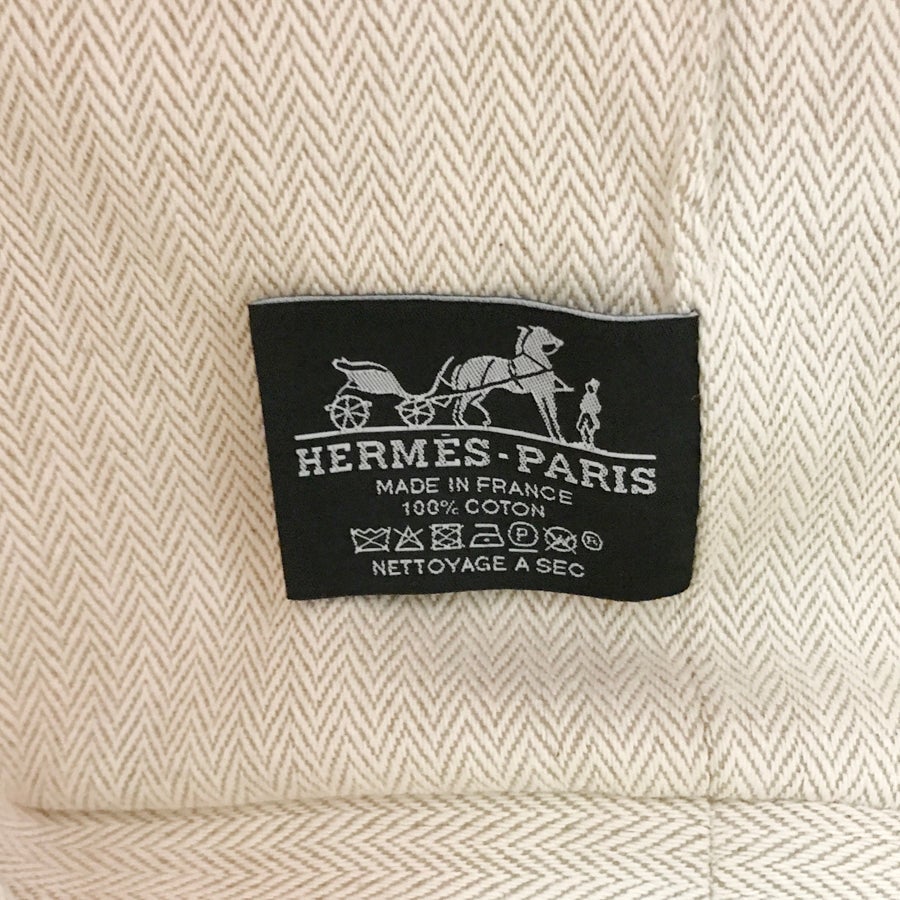 HERMÈS-PARIS
MADE IN FRANCE
100% COTON
P
R
NETTOYAGE A SEC